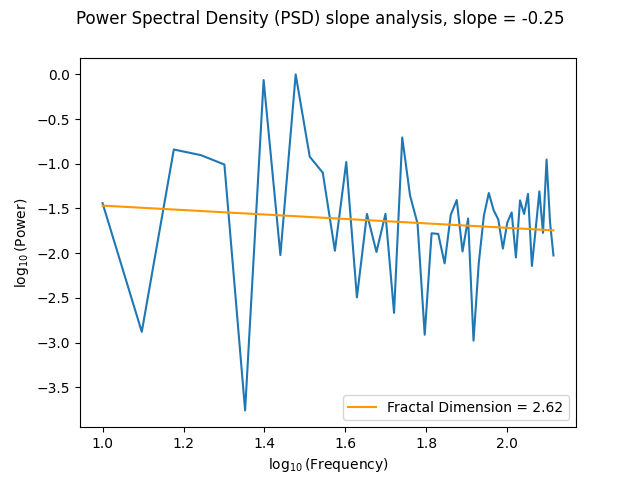 Power Spectral Density (PSD) slope analysis, slope = -0.25
0.0
−0.5
−1.0
−1.5
−2.0
−2.5
−3.0
−3.5
log₁₀(Power)
Fractal Dimension = 2.62
1.0 1.2 1.4 1.6 1.8 2.0
log₁₀(Frequency)